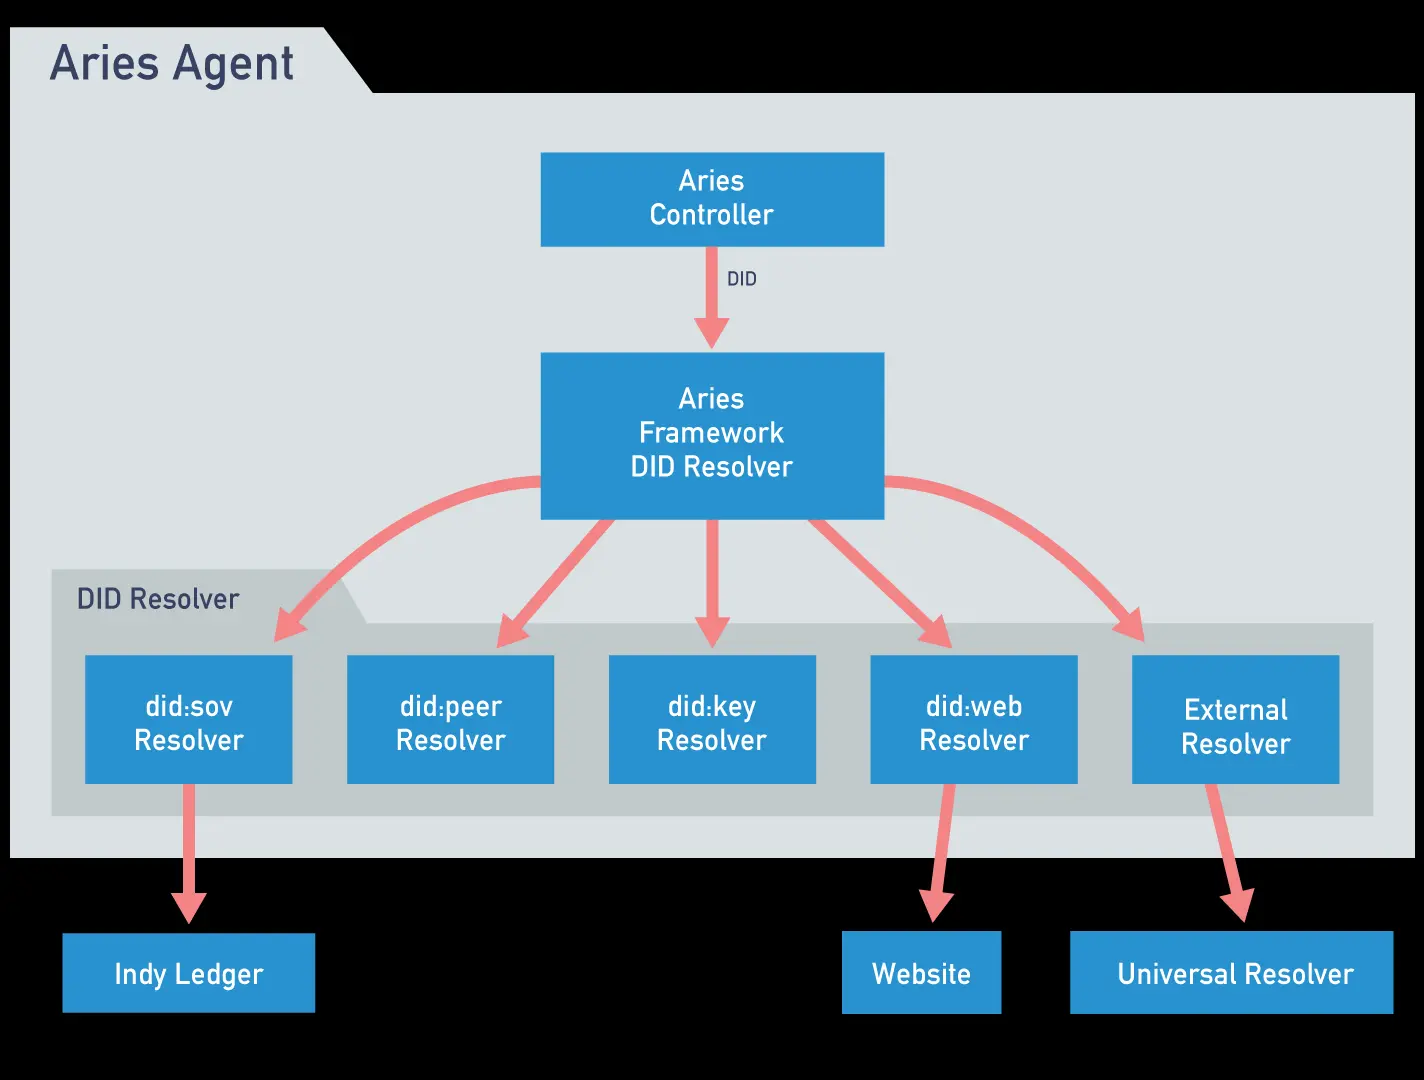 Aries Agent
Aries
Controller
DID
Aries
Framework
DID Resolver
DID Resolver
did:sov
Resolver
did:peer
Resolver
did:key
Resolver
did:web
Resolver
External
Resolver
Indy Ledger
Website
Universal Resolver